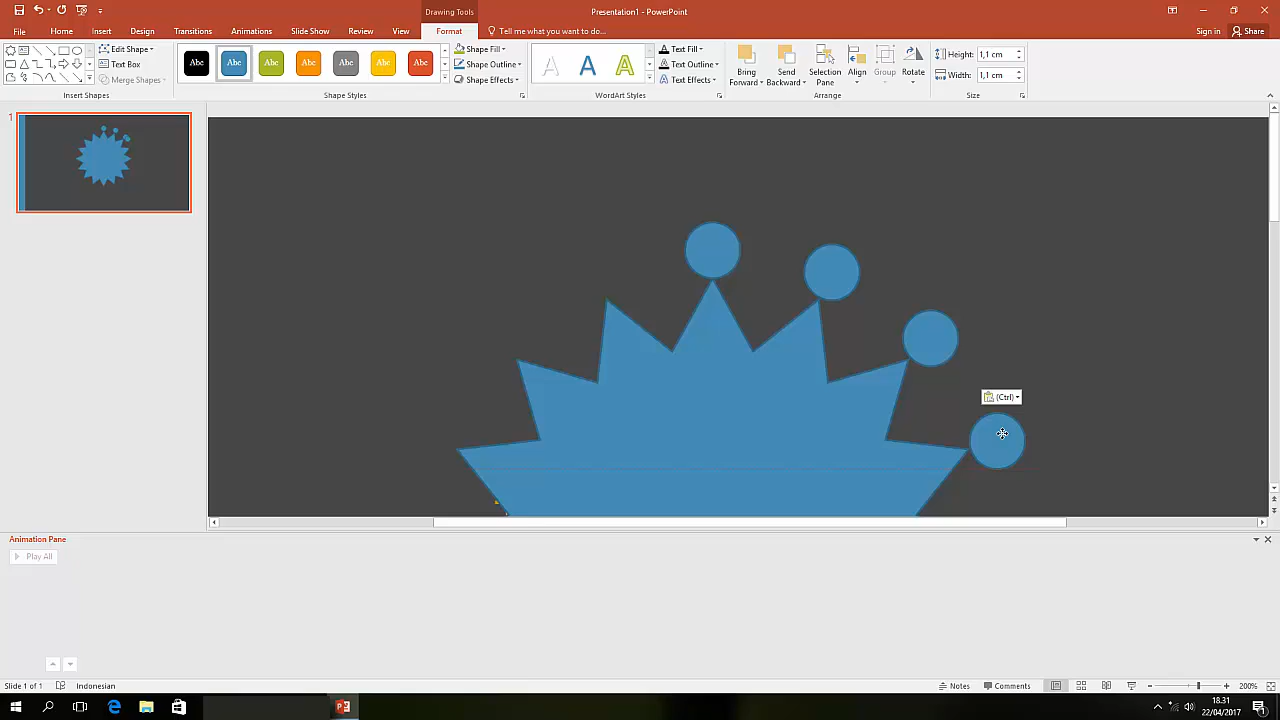 Drawing Tools
Presentation1 - PowerPoint
File Home Insert Design Transitions Animations Slide Show Review View Format Tell me what you want to do... Sign in Share
Edit Shape
Text Box
Merge Shapes
Insert Shapes
Abc Abc Abc Abc Abc Abc Abc
Shape Fill
Shape Outline
Shape Effects
Shape Styles
A A A
Text Fill
Text Outline
Text Effects
WordArt Styles
Bring Forward
Send Backward
Selection Pane
Align
Group
Rotate
Arrange
Height: 1,1 cm
Width: 1,1 cm
Size
1
(Ctrl)
Animation Pane
Play All
Slide 1 of 1 Indonesian Notes Comments 200%
18.31
22/04/2017
1